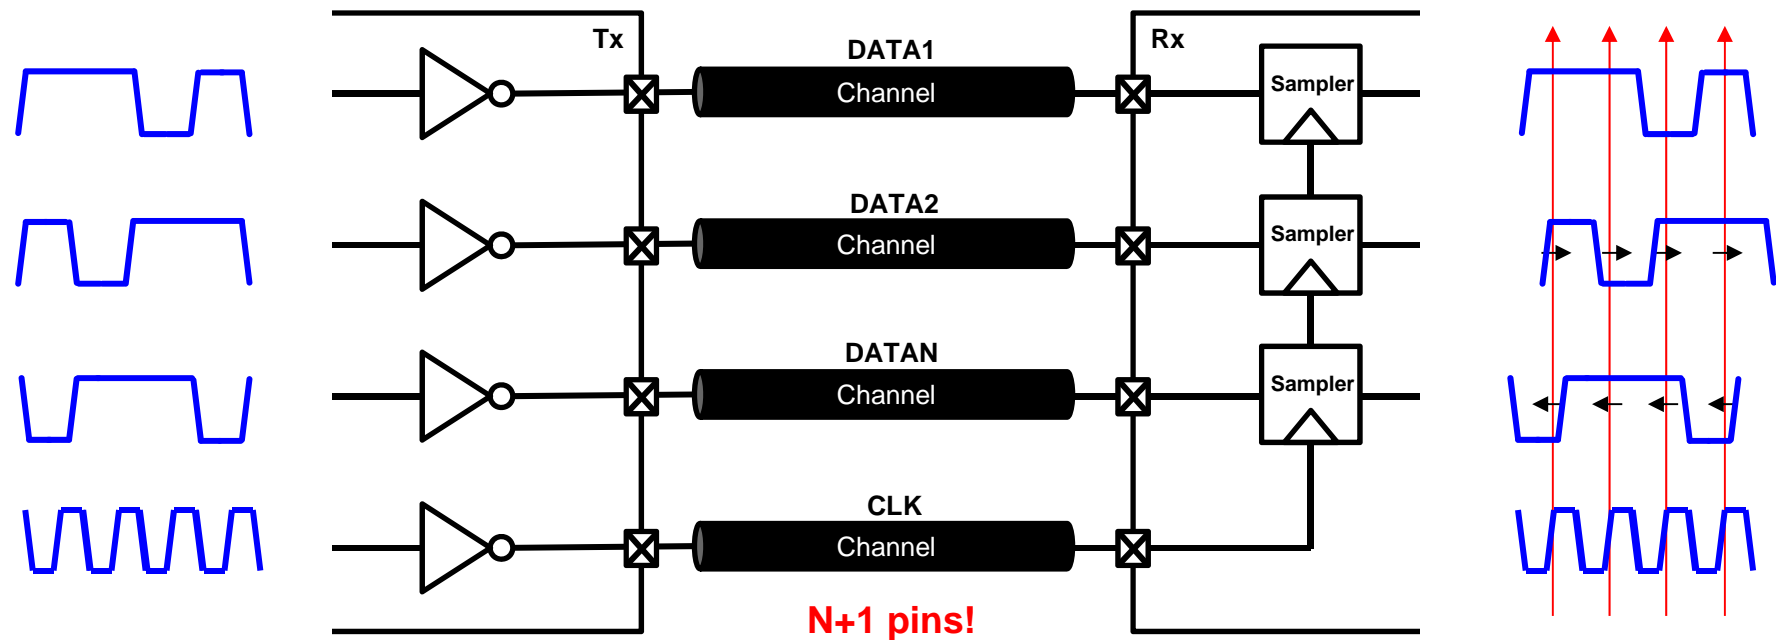 Tx
DATA1
Rx
Channel
Sampler
DATA2
Channel
Sampler
DATAN
Channel
Sampler
CLK
Channel
N+1 pins!